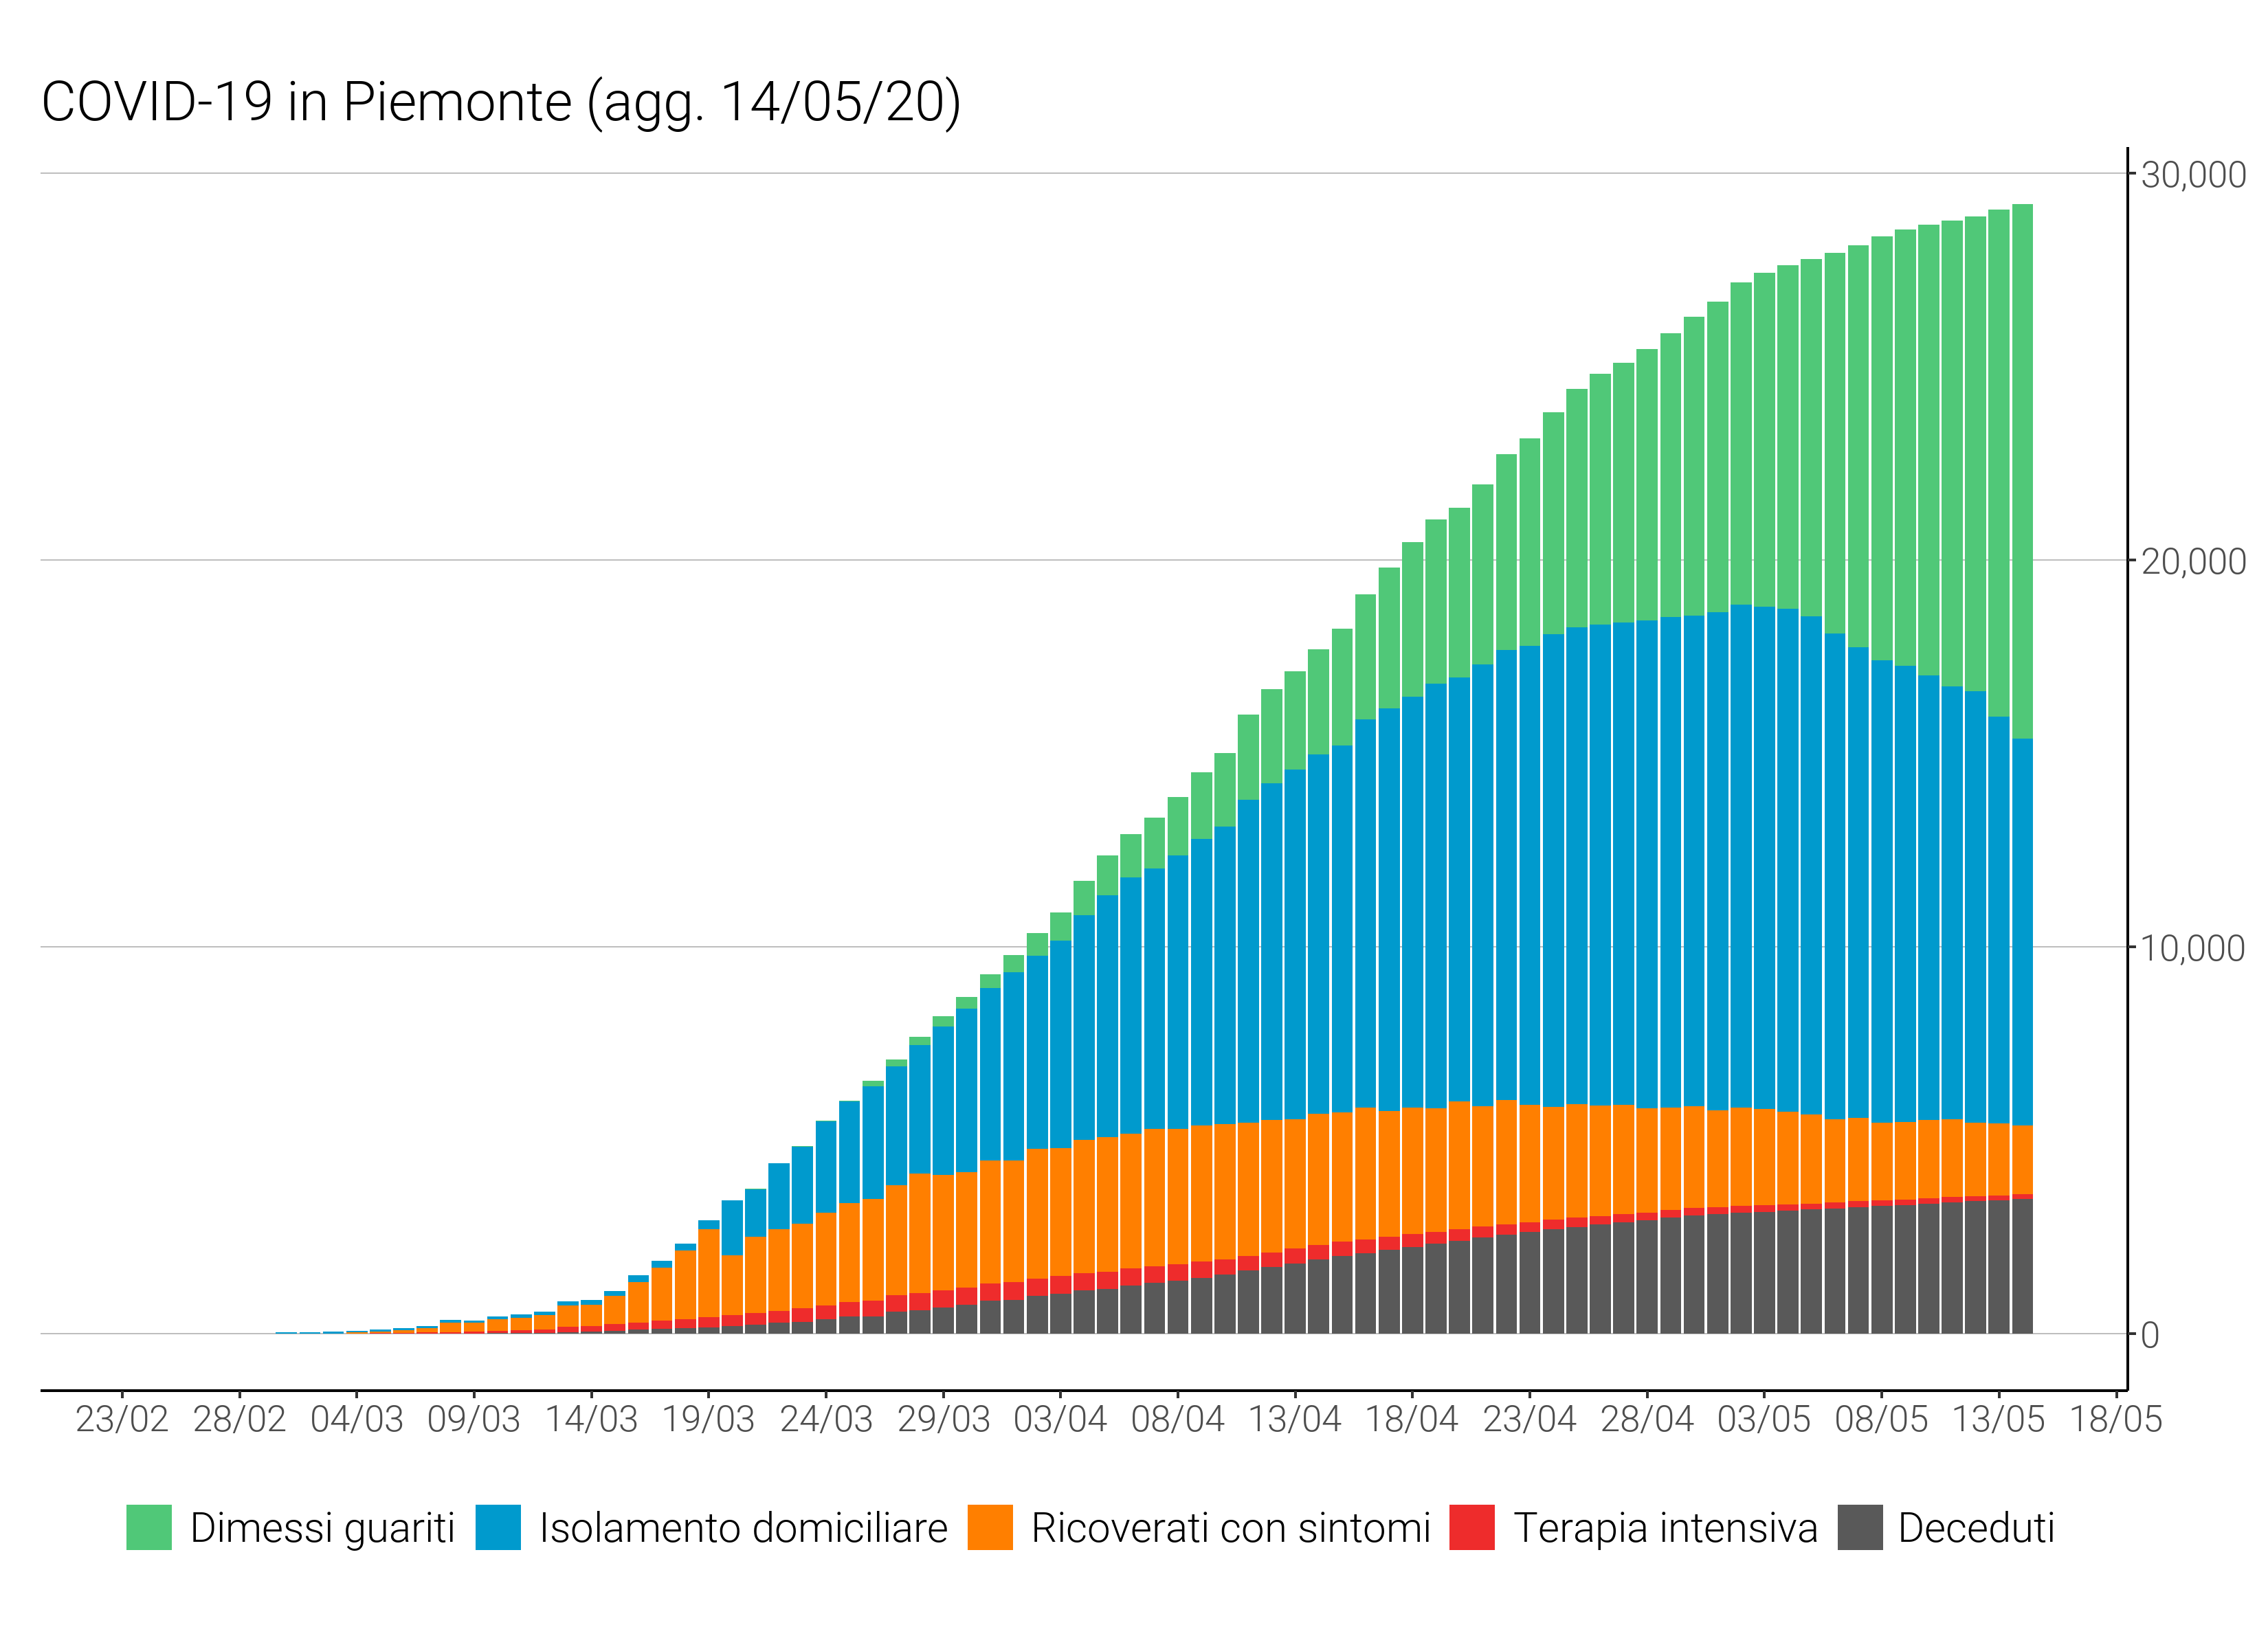 COVID-19 in Piemonte (agg. 14/05/20)
30,000
20,000
10,000
0
23/02 28/02 04/03 09/03 14/03 19/03 24/03 29/03 03/04 08/04 13/04 18/04 23/04 28/04 03/05 08/05 13/05 18/05
Dimessi guariti Isolamento domiciliare Ricoverati con sintomi Terapia intensiva Deceduti